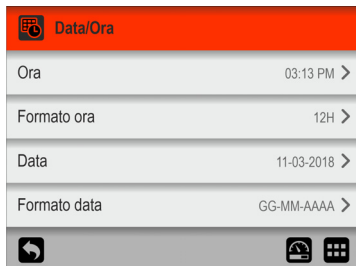 Data/Ora
Ora 03:13 PM
Formato ora 12H
Data 11-03-2018
Formato data GG-MM-AAAA